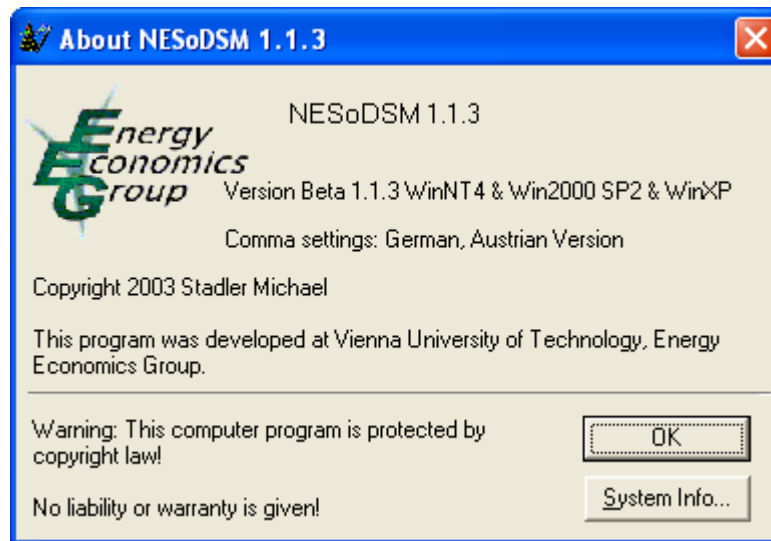 About NESoDSM 1.1.3
Energy
Economics
Group
NESoDSM 1.1.3
Version Beta 1.1.3 WinNT4 & Win2000 SP2 & WinXP
Comma settings: German, Austrian Version
Copyright 2003 Stadler Michael
This program was developed at Vienna University of Technology, Energy
Economics Group.
Warning: This computer program is protected by
copyright law!
OK
No liability or warranty is given!
System Info...